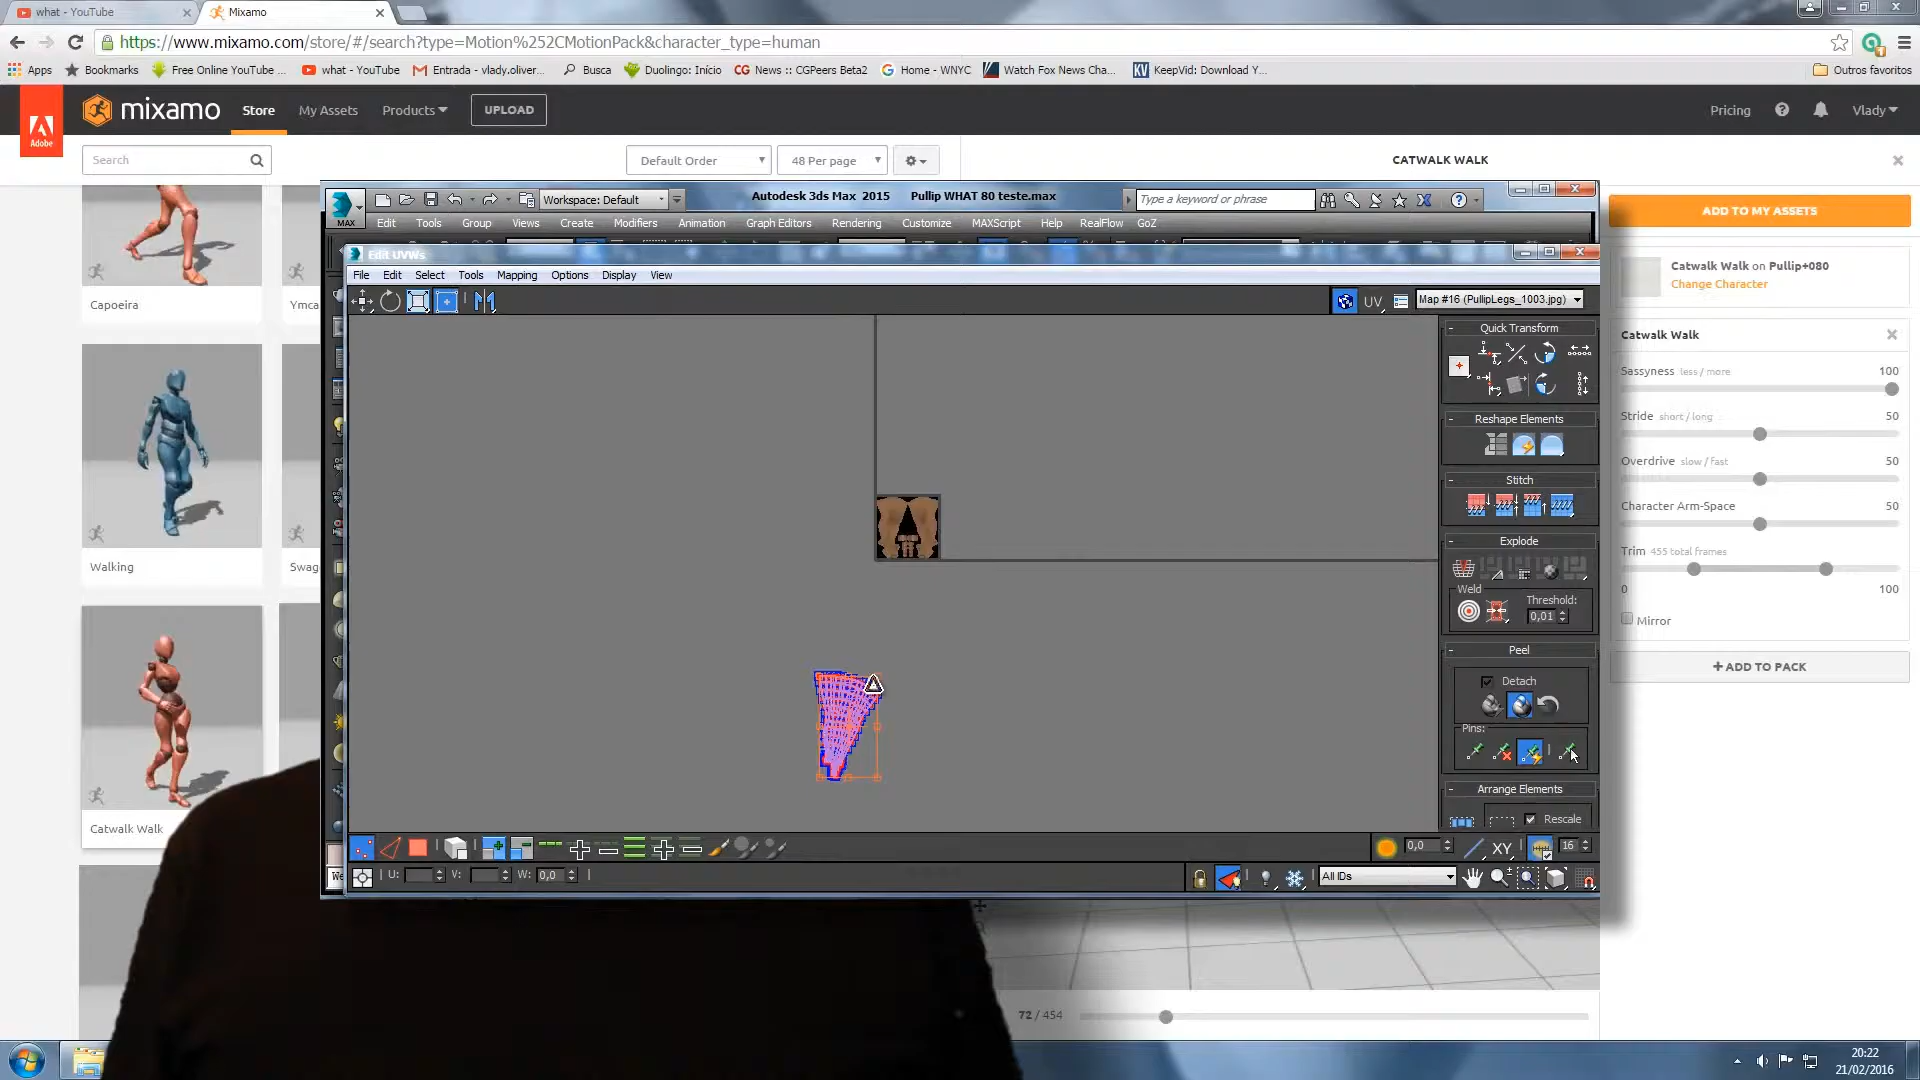 what - YouTube
Mixamo
https://www.mixamo.com/store/#/search?type=Motion%252CMotionPack&character_type=human
Apps
Bookmarks
Free Online YouTube ...
what - YouTube
Entrada - vlady.oliver...
Busca
Duolingo: Início
CG News :: CGPeers Beta2
Home - WNYC
Watch Fox News Cha...
KV KeepVid: Download Y...
Outros favoritos
Adobe
mixamo
Store
My Assets
Products
UPLOAD
Pricing
Vlady
Search
Default Order
48 Per page
CATWALK WALK
MAX
Workspace: Default
Autodesk 3ds Max 2015 Pullip WHAT 80 teste.max
Type a keyword or phrase
ADD TO MY ASSETS
Edit Tools Group Views Create Modifiers Animation Graph Editors Rendering Customize MAXScript Help RealFlow GoZ
Edit UVWs
File Edit Select Tools Mapping Options Display View
UV
Map #16 (PullipLegs_1003.jpg)
Catwalk Walk on Pullip+080
Change Character
Capoeira
Ymca
Quick Transform
Catwalk Walk
Sassyness less / more 100
Stride short / long 50
Reshape Elements
Overdrive slow / fast 50
Stitch
Character Arm-Space 50
Explode
Trim 455 total frames
0 100
Walking
Swag
Weld
Threshold:
0,01
Mirror
Peel
ADD TO PACK
Detach
Pins:
Arrange Elements
Rescale
Catwalk Walk
0,0
XY
16
We
U:
V:
W: 0,0
All IDs
72 / 454
20:22
21/02/2016